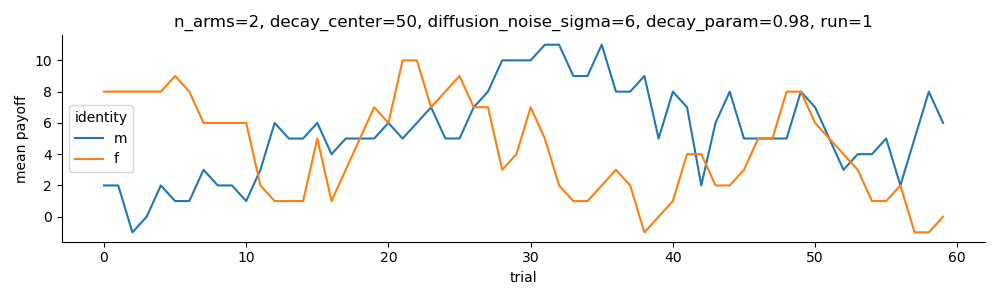 n_arms=2, decay_center=50, diffusion_noise_sigma=6, decay_param=0.98, run=1
mean payoff
10
8
6
4
2
0
identity
m
f
0 10 20 30 40 50 60
trial